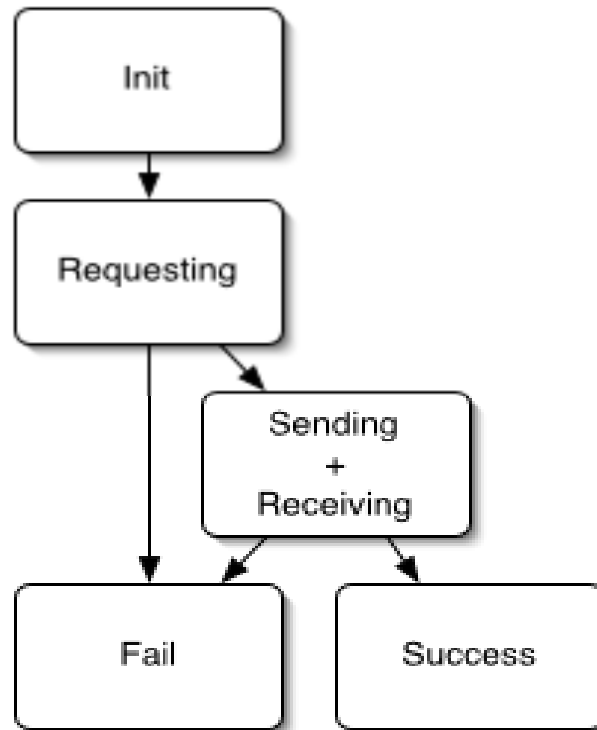 Init
Requesting
Sending
+
Receiving
Fail
Success